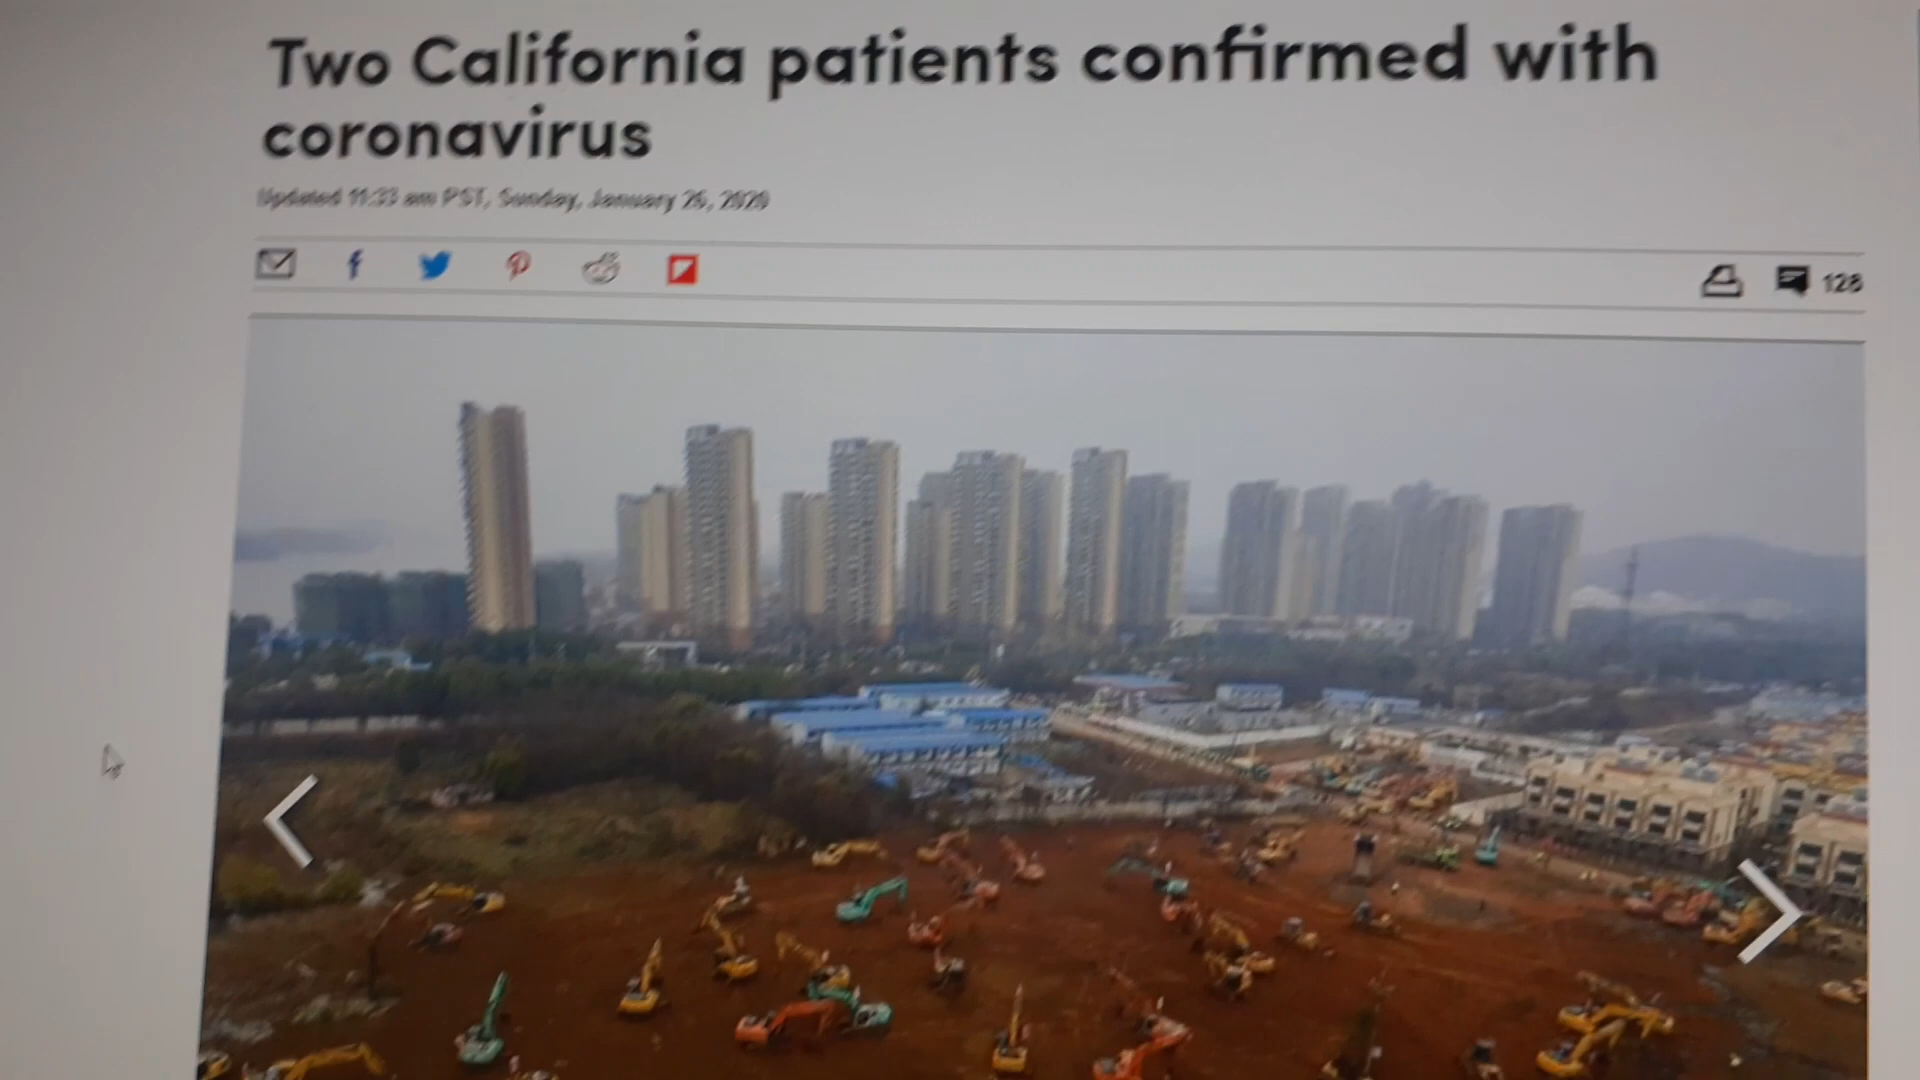 Two California patients confirmed with
coronavirus
Updated 11:33 am PST, Sunday, January 26, 2020
128